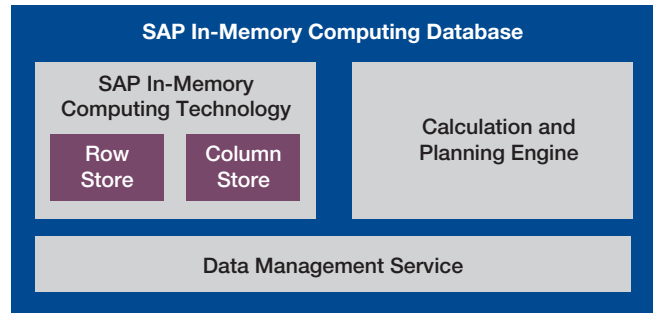 SAP In-Memory Computing Database
SAP In-Memory
Computing Technology
Row
Store
Column
Store
Calculation and
Planning Engine
Data Management Service